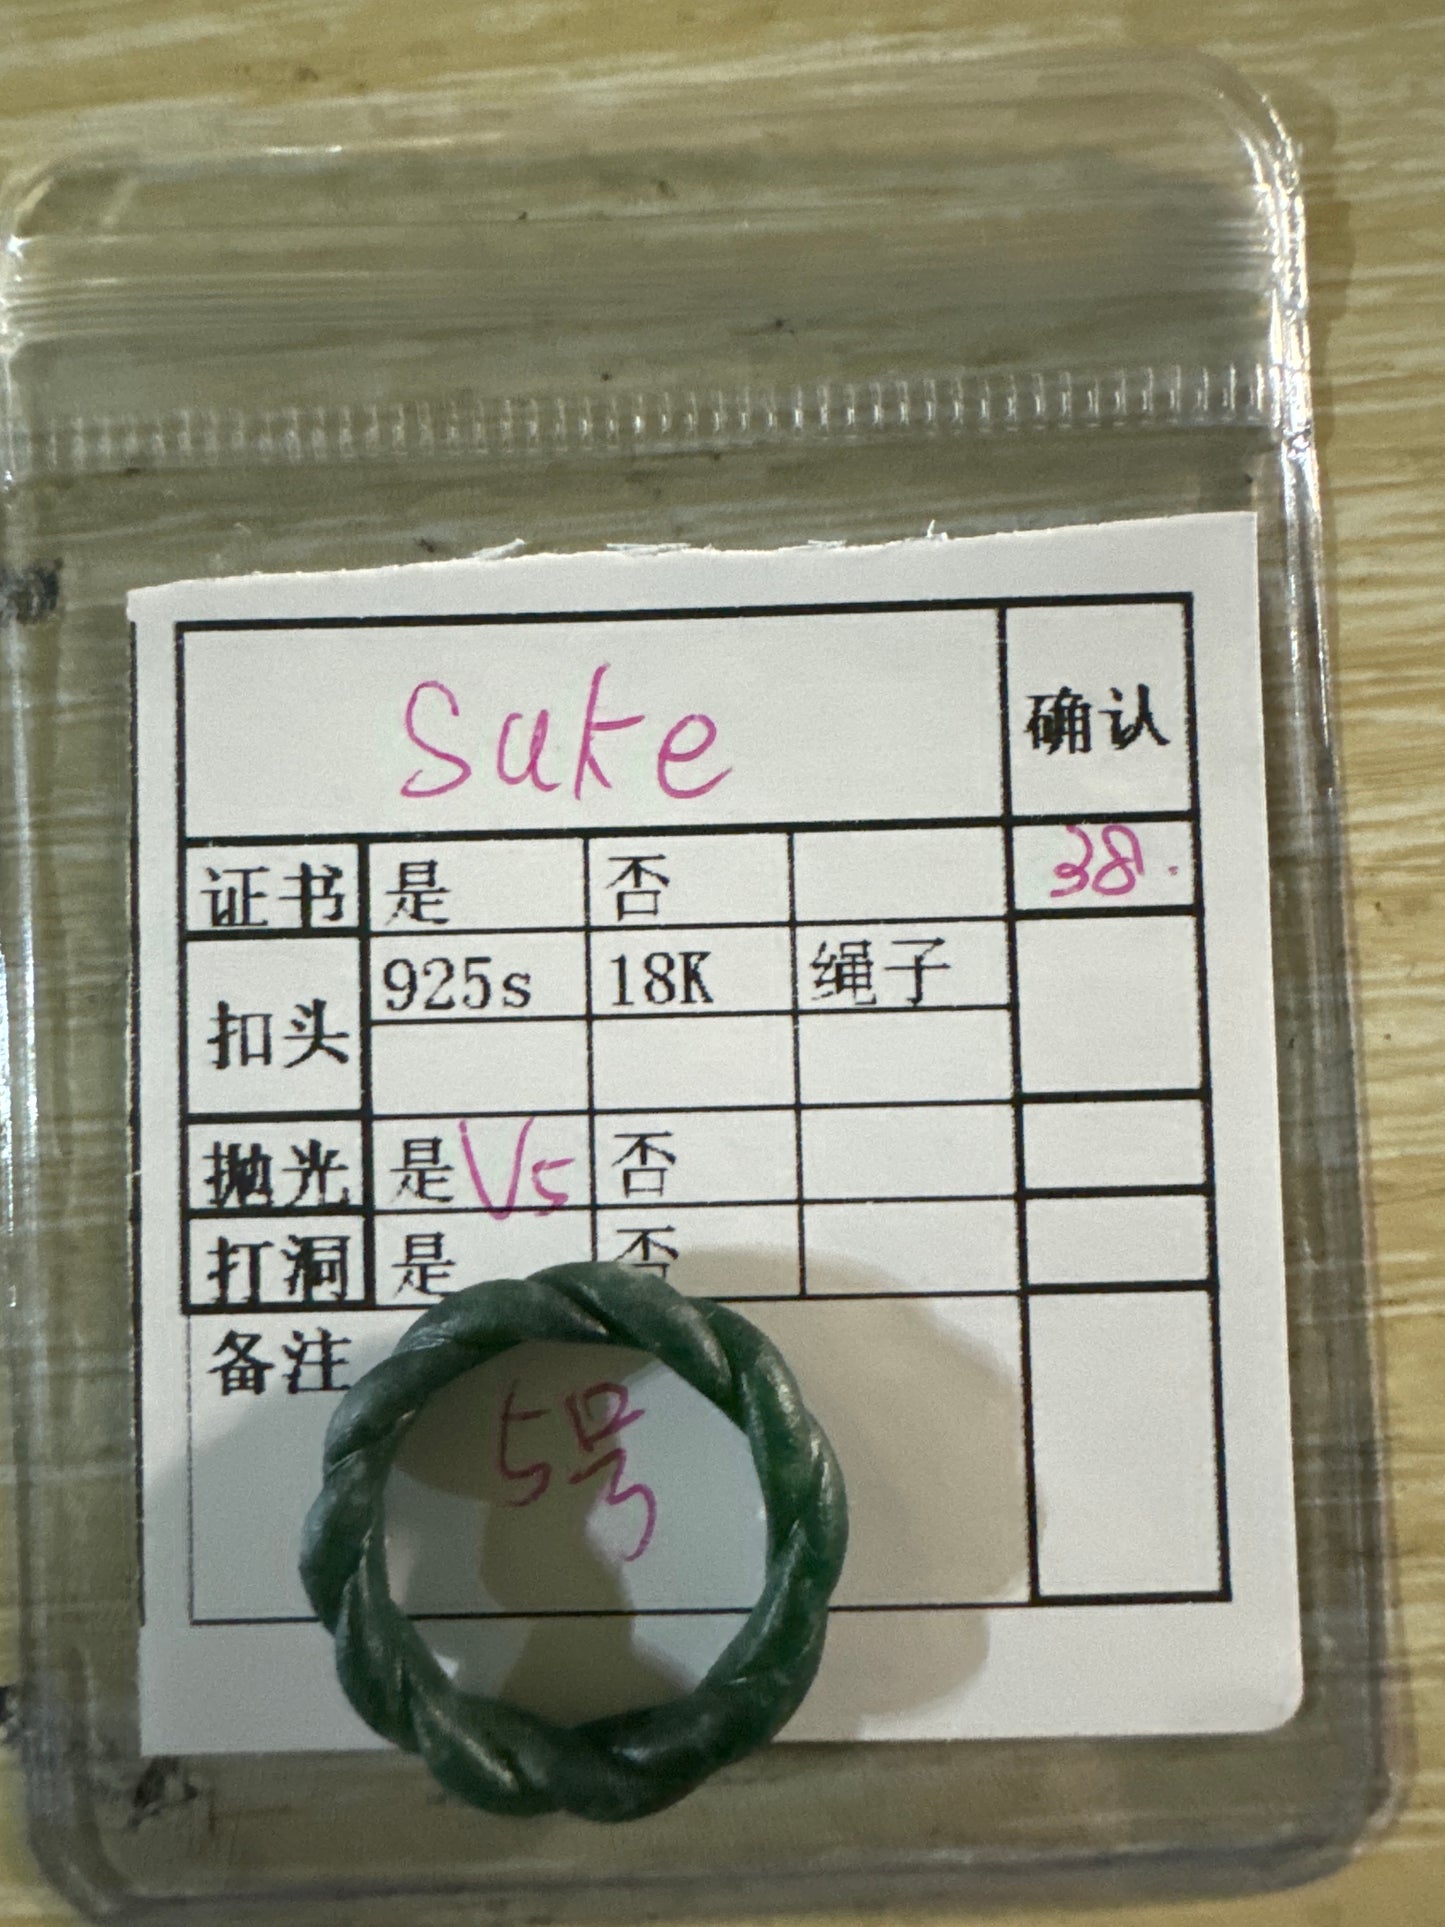 Suke 确认
证书 是 否 38.
扣头 925s 18K 绳子
抛光 是 V5 否
打洞 是 否
备注
5号